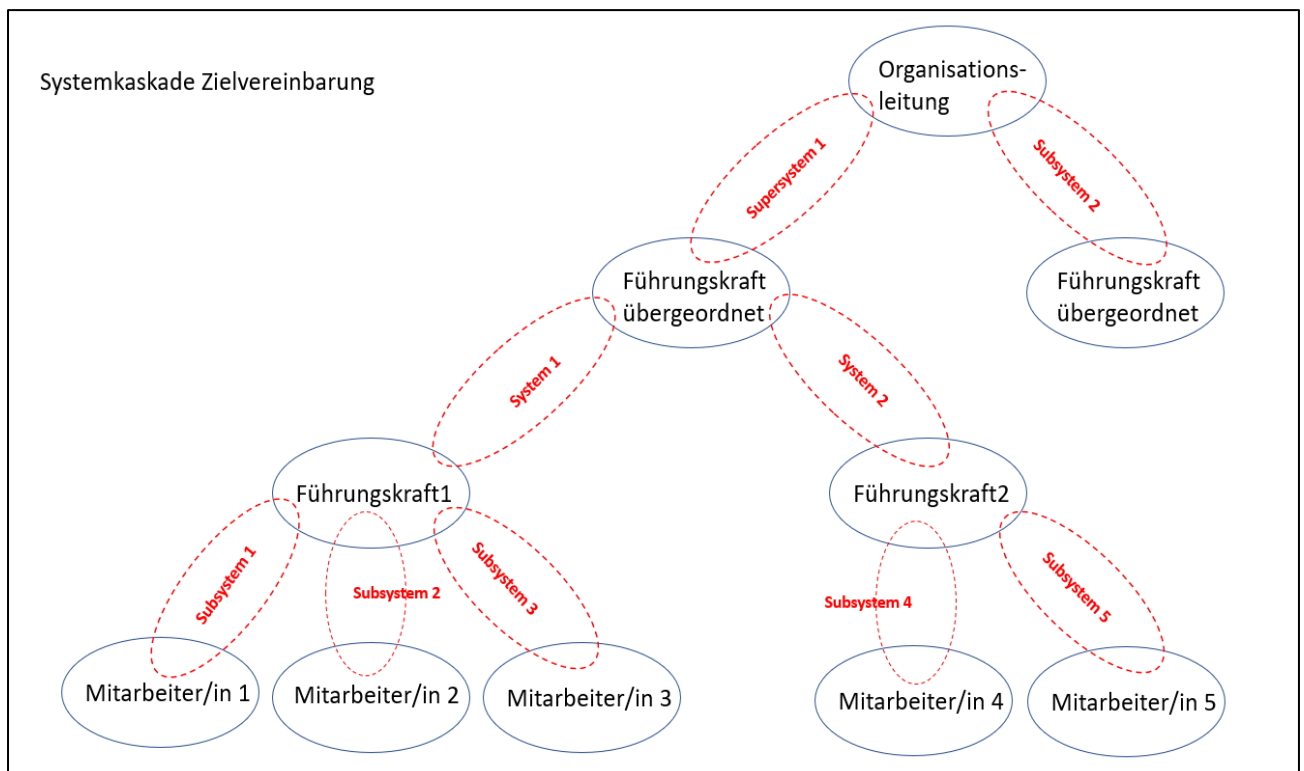 Systemkaskade Zielvereinbarung
Organisations-
leitung
Supersystem 1
Subsystem 2
Führungskraft
übergeordnet
Führungskraft
übergeordnet
System 1
System 2
Führungskraft1
Führungskraft2
Subsystem 1
Subsystem 2
Subsystem 3
Subsystem 4
Subsystem 5
Mitarbeiter/in 1
Mitarbeiter/in 2
Mitarbeiter/in 3
Mitarbeiter/in 4
Mitarbeiter/in 5